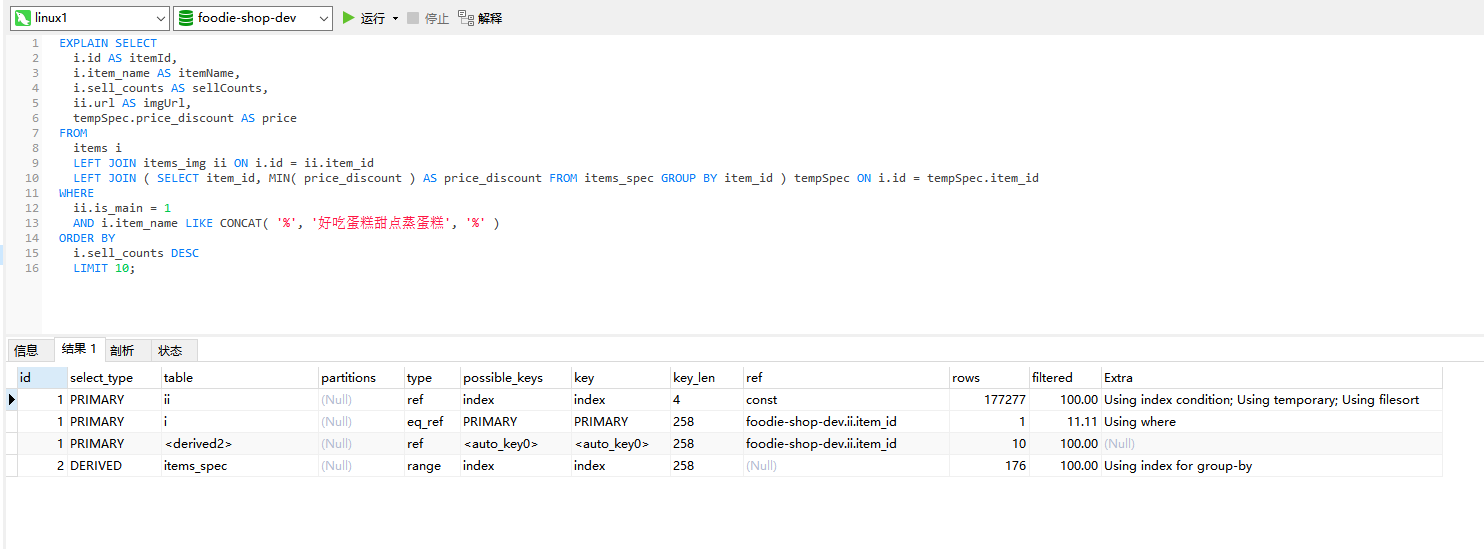 linux1 foodie-shop-dev 运行 停止 解释
1 EXPLAIN SELECT
2 i.id AS itemId,
3 i.item_name AS itemName,
4 i.sell_counts AS sellCounts,
5 ii.url AS imgUrl,
6 tempSpec.price_discount AS price
7 FROM
8 items i
9 LEFT JOIN items_img ii ON i.id = ii.item_id
10 LEFT JOIN ( SELECT item_id, MIN( price_discount ) AS price_discount FROM items_spec GROUP BY item_id ) tempSpec ON i.id = tempSpec.item_id
11 WHERE
12 ii.is_main = 1
13 AND i.item_name LIKE CONCAT( '%', '好吃蛋糕甜点蒸蛋糕', '%' )
14 ORDER BY
15 i.sell_counts DESC
16 LIMIT 10;
信息 结果 1 剖析 状态
id select_type table partitions type possible_keys key key_len ref rows filtered Extra
1 PRIMARY ii (Null) ref index index 4 const 177277 100.00 Using index condition; Using temporary; Using filesort
1 PRIMARY i (Null) eq_ref PRIMARY PRIMARY 258 foodie-shop-dev.ii.item_id 1 11.11 Using where
1 PRIMARY <derived2> (Null) ref <auto_key0> <auto_key0> 258 foodie-shop-dev.ii.item_id 10 100.00 (Null)
2 DERIVED items_spec (Null) range index index 258 (Null) 176 100.00 Using index for group-by